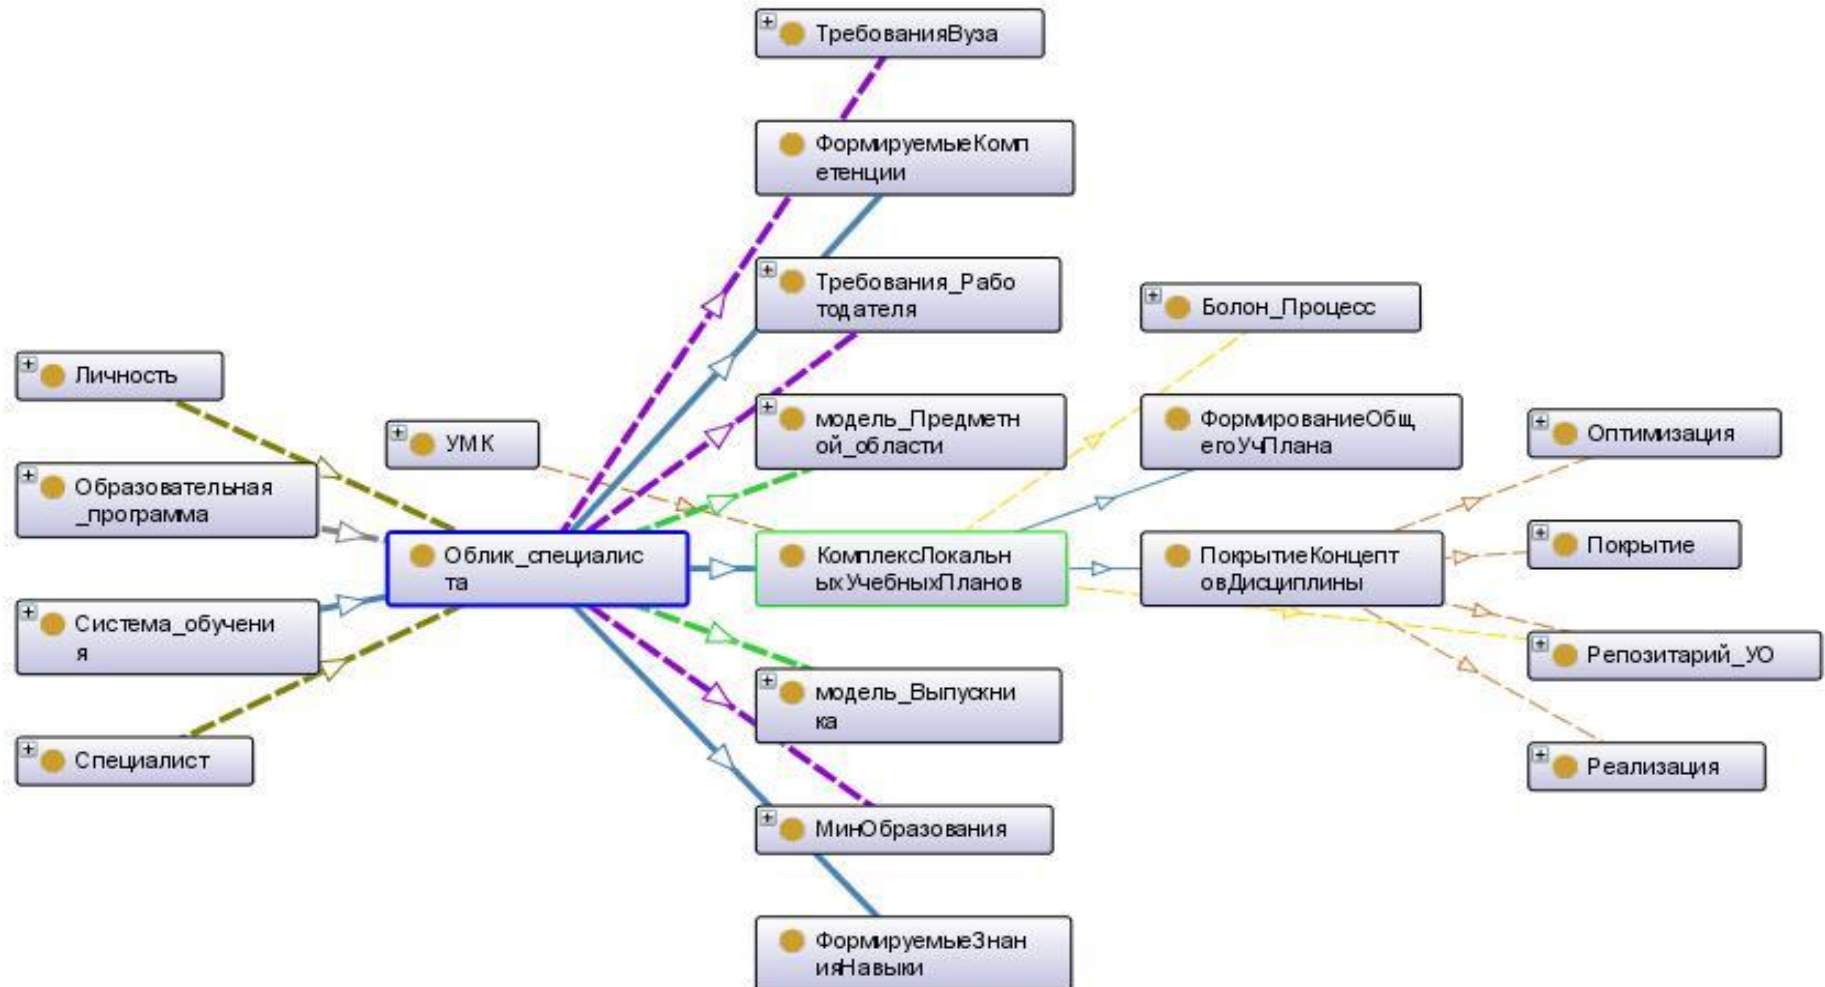 ТребованияВуза
ФормируемыеКомп
етенции
Требования_Рабо
тодателя
Болон_Процесс
Личность
модель_Предметн
ой_области
ФормированиеОбщ
егоУчПлана
Оптимизация
УМК
Образовательная
_программа
Облик_специалис
та
КомплексЛокальн
ыхУчебныхПланов
ПокрытиеКонцепт
овДисциплины
Покрытие
Система_обучени
я
Репозитарий_УО
модель_Выпускни
ка
Специалист
Реализация
МинОбразования
ФормируемыеЗнан
ияНавыки